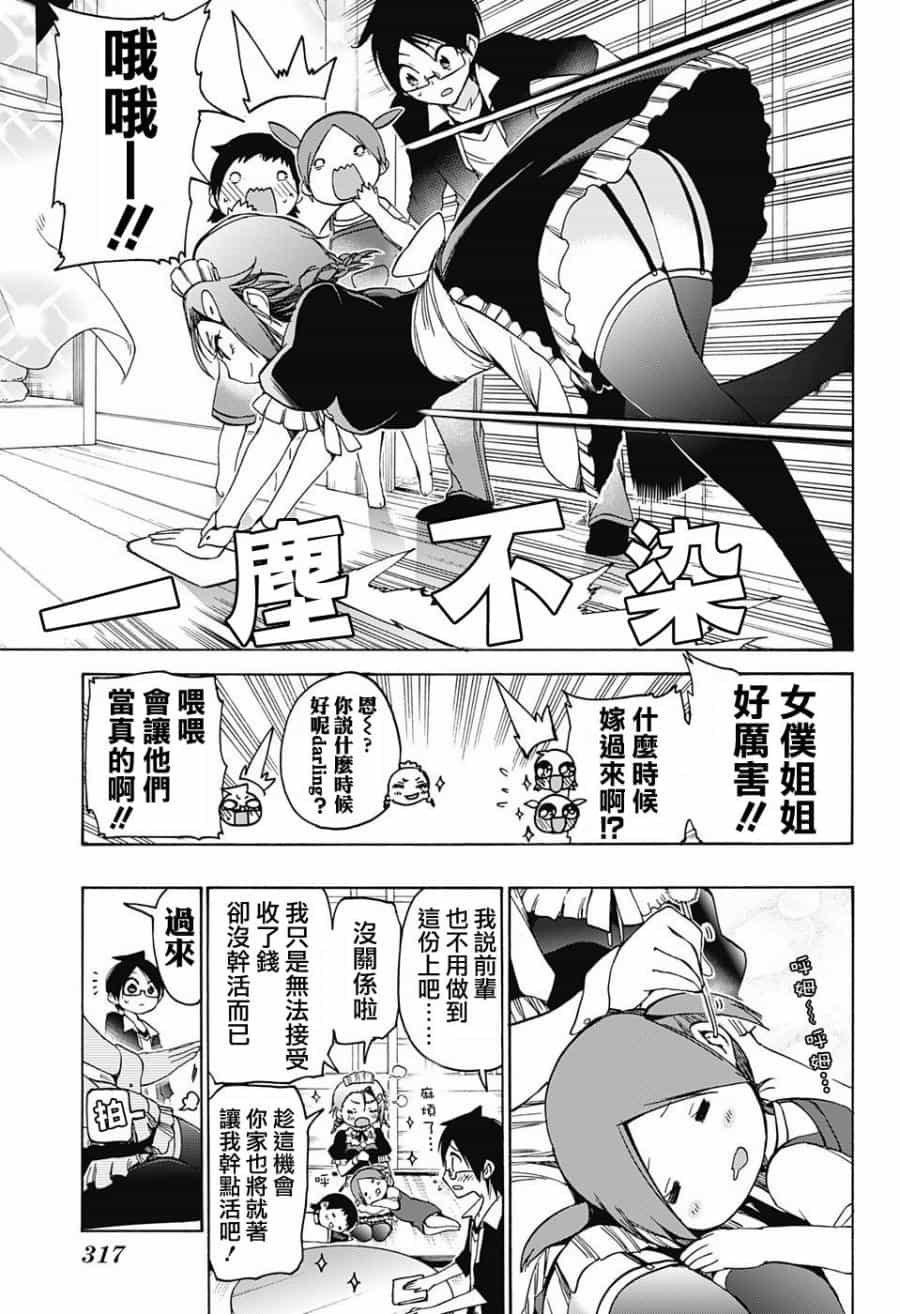 哦哦ー!!
一塵不染
女僕姐姐
好厲害!!
什麼時候
嫁過來啊!?
恩～?
你説什麼時候
好呢darling?
喂喂
會讓他們
當真的啊!!
呼姆～呼姆
我説前輩
也不用做到
這份上吧……
沒關係啦
我只是無法接受
收了錢
卻沒幹活而已
麻煩了…
呼
趁這機會
你家也將就著
讓我幹點活吧!
過來
拍
317